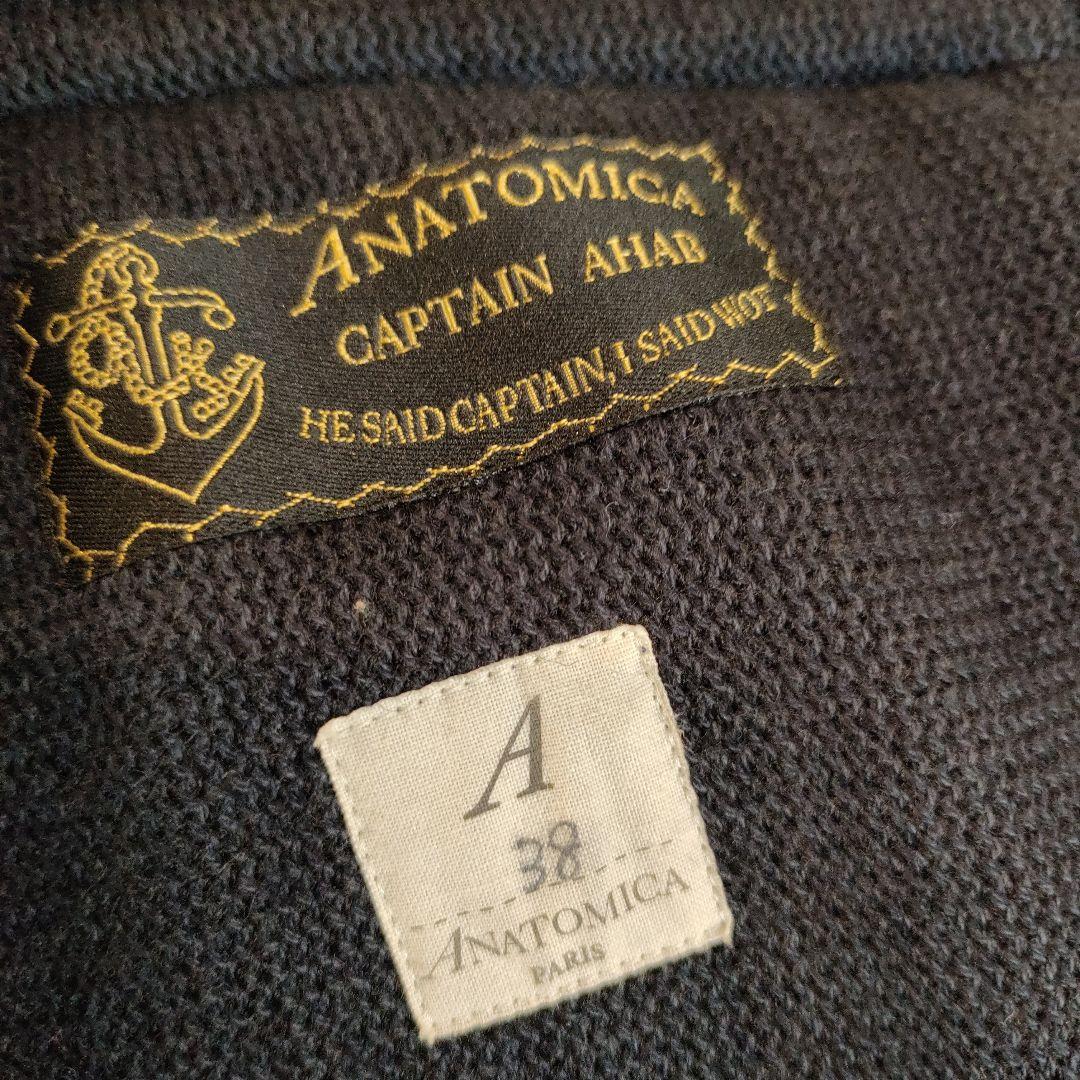 ANATOMICA
CAPTAIN AHAB
HE SAID CAPTAIN, I SAID WOT
A
38
ANATOMICA
PARIS